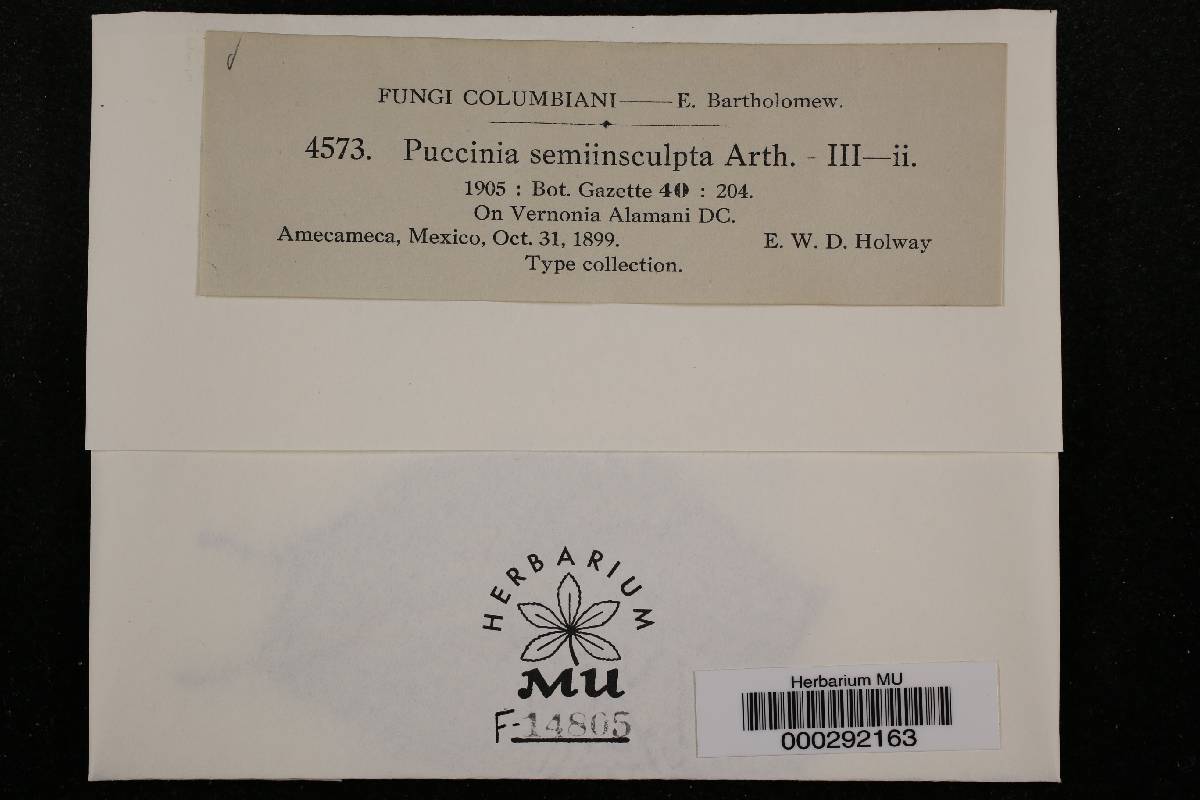 FUNGI COLUMBIANI—E. Bartholomew.
4573. Puccinia semiinsculpta Arth. - III—ii.
1905 : Bot. Gazette 40 : 204.
On Vernonia Alamani DC.
Amecameca, Mexico, Oct. 31, 1899. E. W. D. Holway
Type collection.
HERBARIUM
MU
F-14805
Herbarium MU
000292163